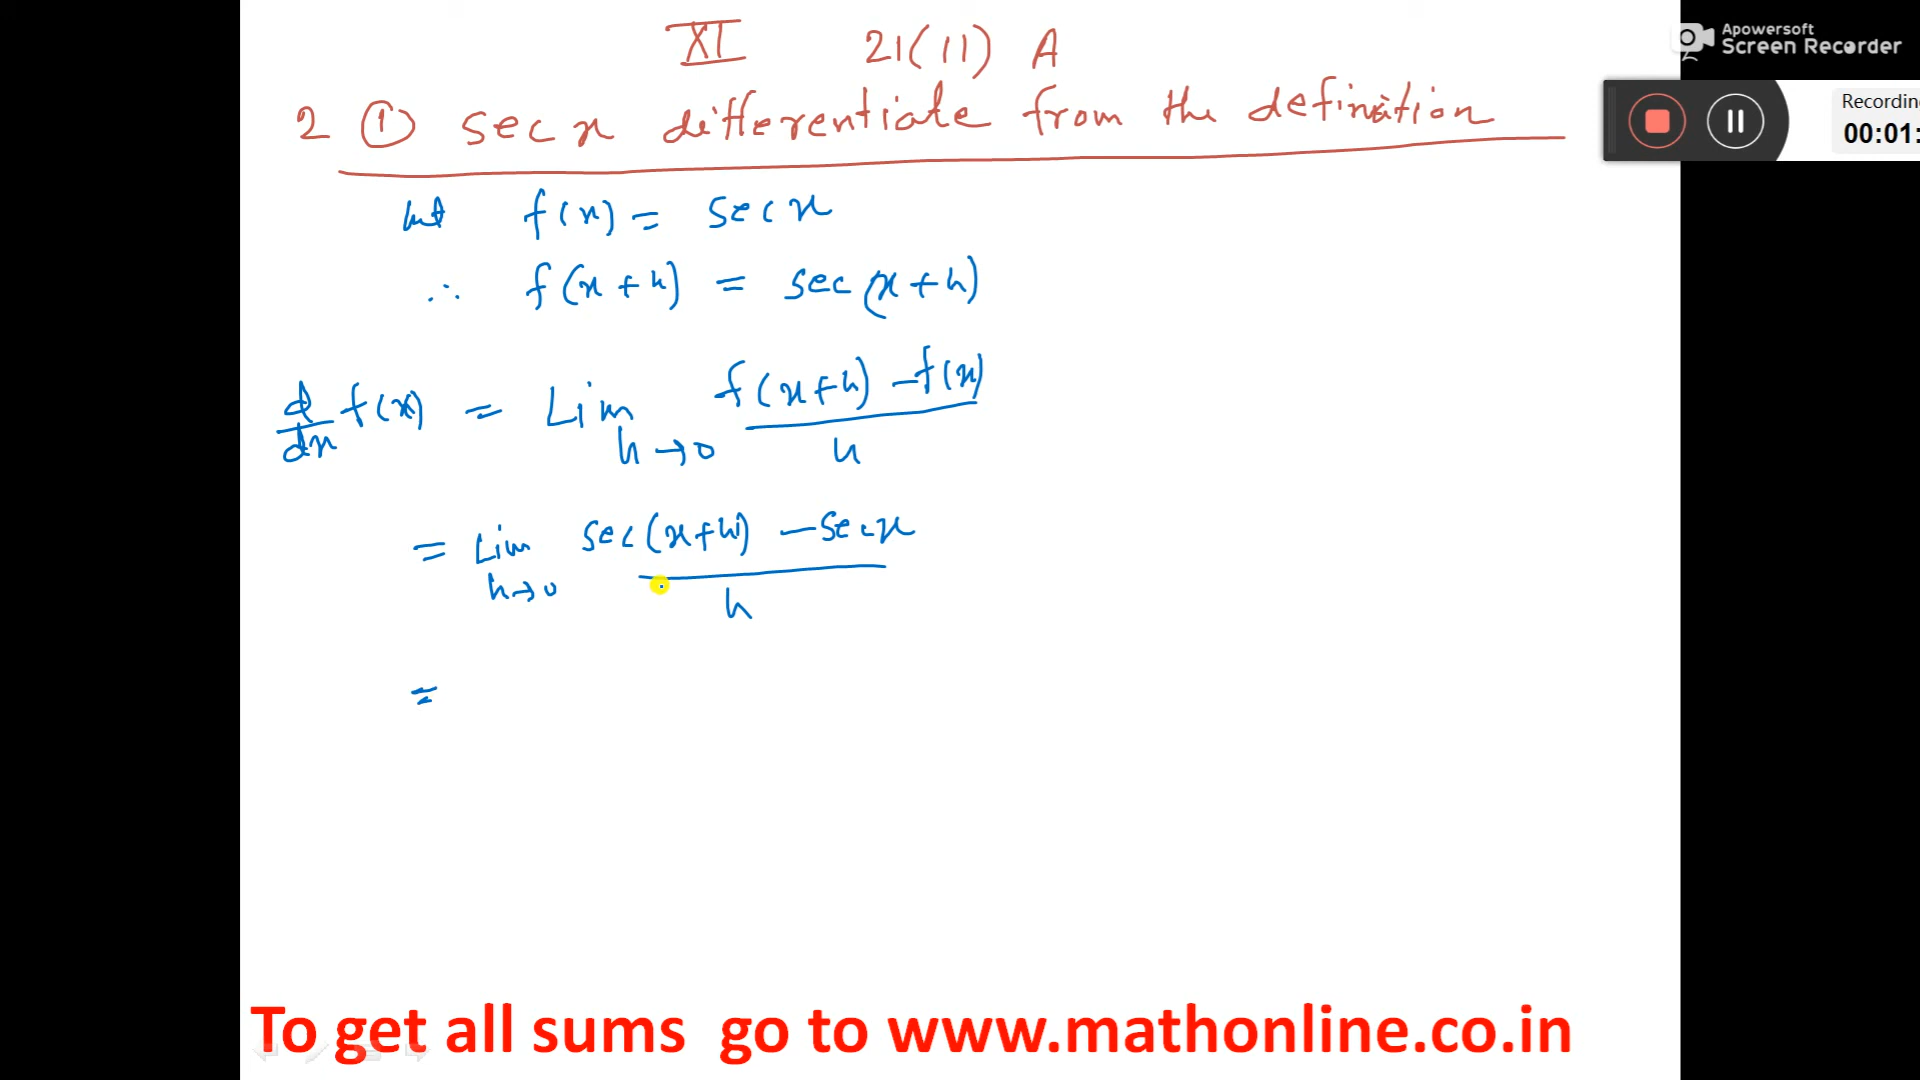 XI 21(11) A
Apowersoft
Screen Recorder
2 ① sec x differentiate from the definition
Recordin
00:01:
let f(x) = sec x
∴ f(x+h) = sec(x+h)
d/dx f(x) = Lim h→0 f(x+h) - f(x) / h
= Lim h→0 sec(x+h) - sec x / h
=
To get all sums go to www.mathonline.co.in